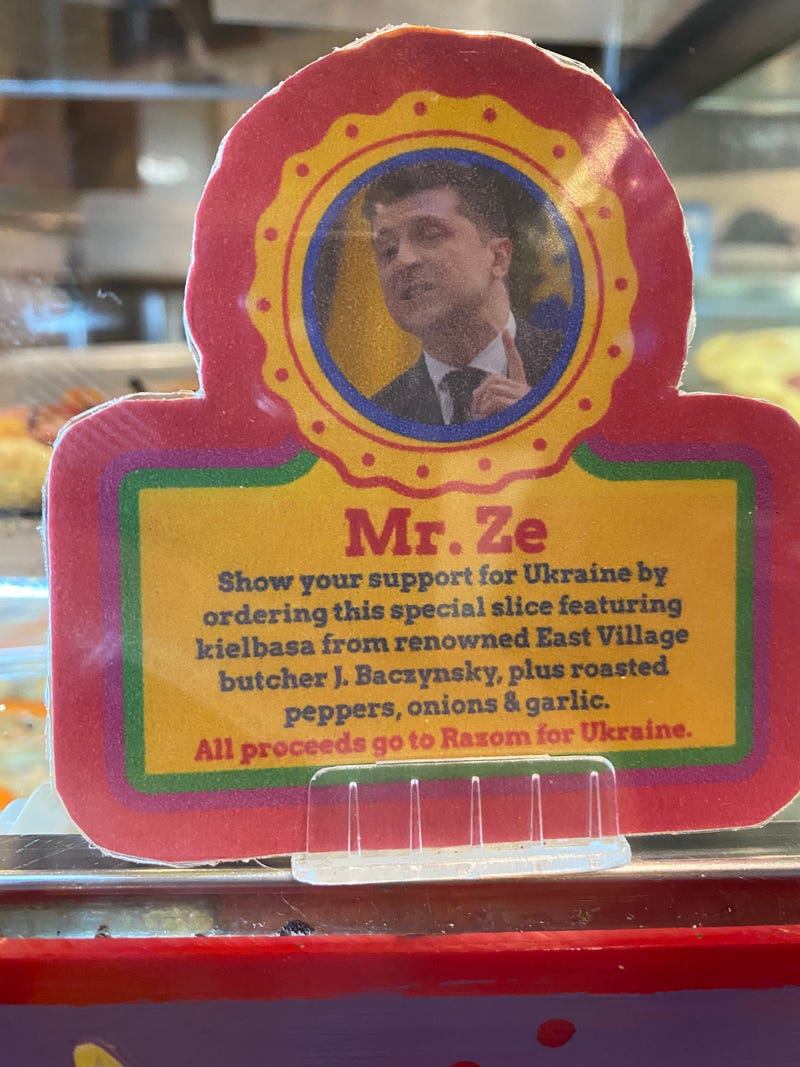 Mr. Ze
Show your support for Ukraine by
ordering this special slice featuring
kielbasa from renowned East Village
butcher J. Baczynsky, plus roasted
peppers, onions & garlic.
All proceeds go to Razom for Ukraine.